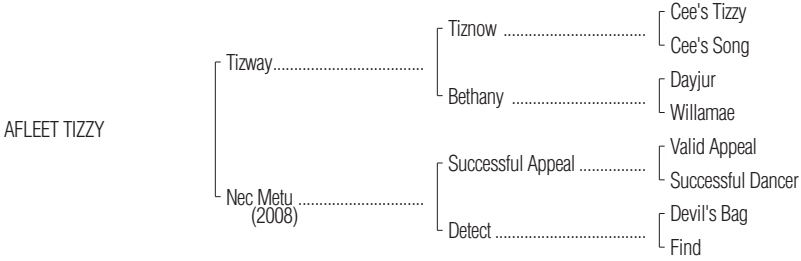 Cee's Tizzy
Tiznow ..................................
Cee's Song
Tizway....................................
Dayjur
Bethany ................................
Willamae
AFLEET TIZZY
Valid Appeal
Successful Appeal ................
Successful Dancer
Nec Metu ..............................
(2008)
Devil's Bag
Detect ....................................
Find